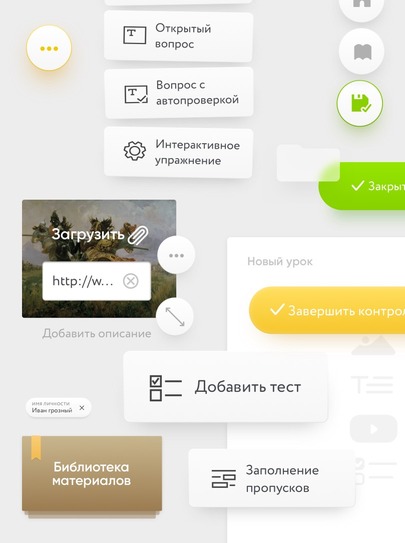 Открытый
вопрос
Вопрос с
автопроверкой
Интерактивное
упражнение
Закрыт
Загрузить
http://w...
Новый урок
Завершить контрол
Добавить описание
Добавить тест
имя личности
Иван грозный
Библиотека
материалов
Заполнение
пропусков